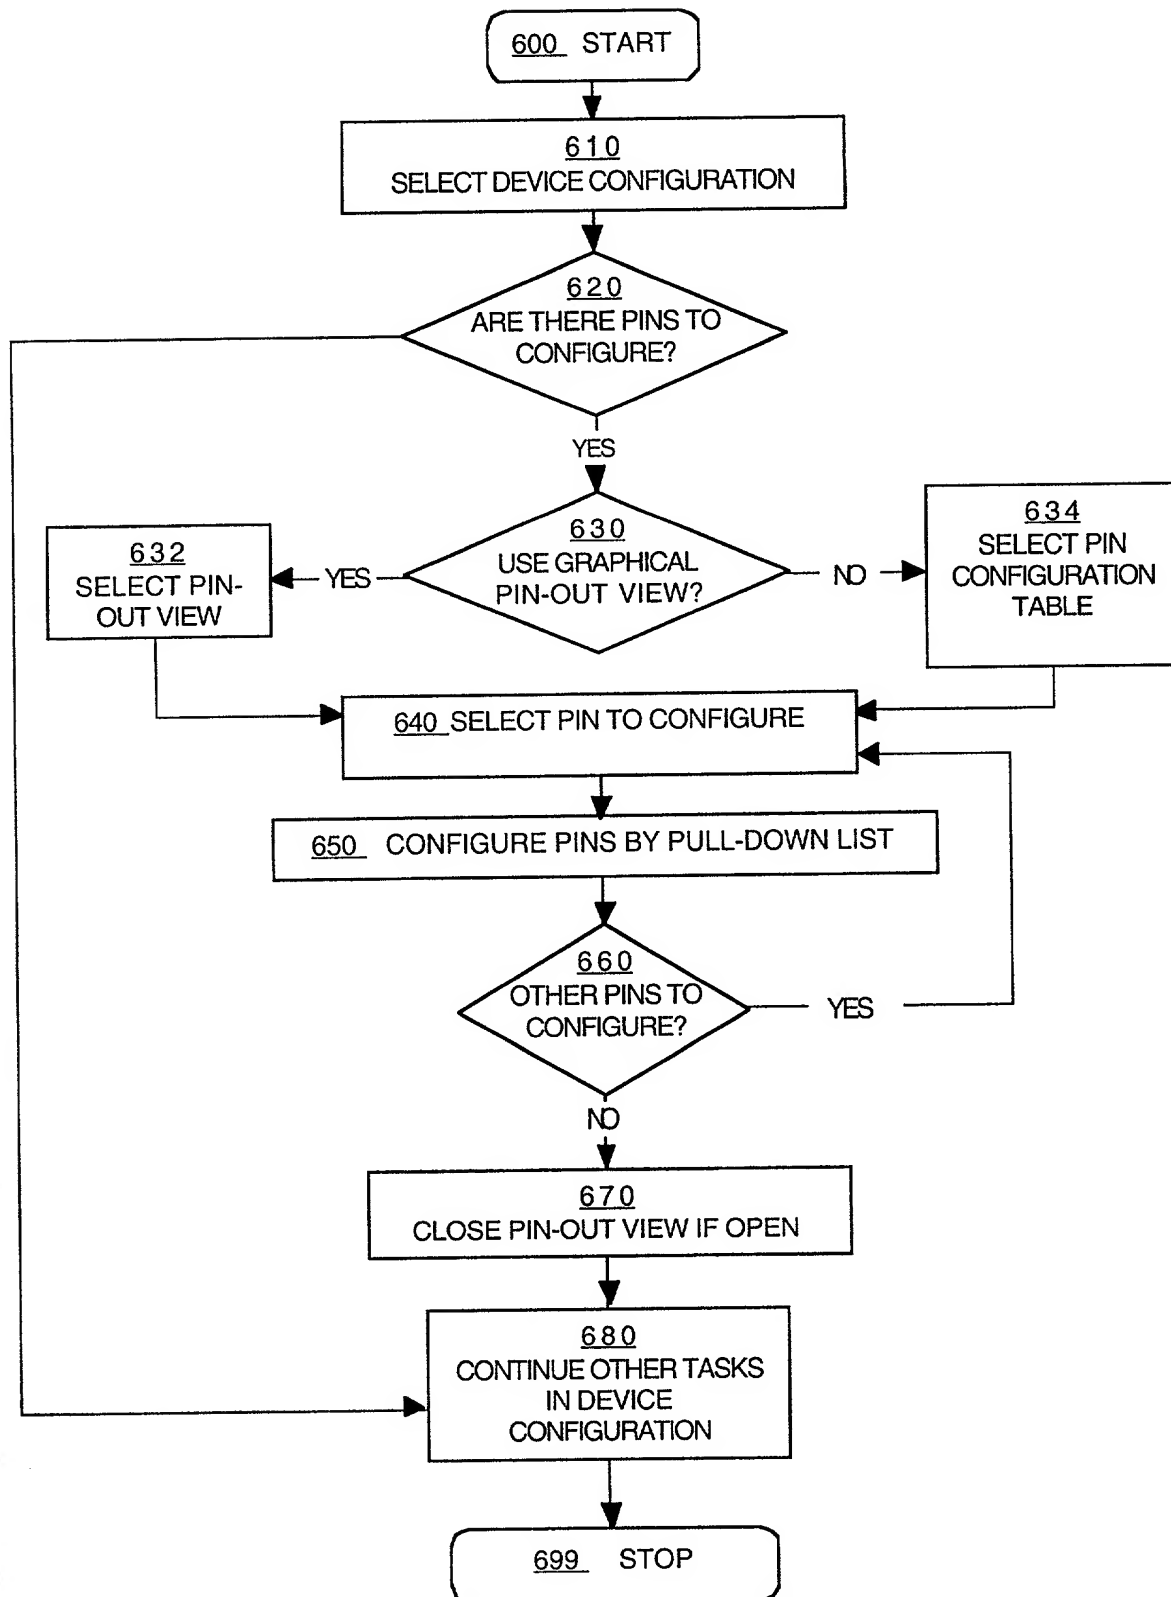 600 START
610
SELECT DEVICE CONFIGURATION
620
ARE THERE PINS TO
CONFIGURE?
YES
630
USE GRAPHICAL
PIN-OUT VIEW?
YES
632
SELECT PIN-
OUT VIEW
NO
634
SELECT PIN
CONFIGURATION
TABLE
640 SELECT PIN TO CONFIGURE
650 CONFIGURE PINS BY PULL-DOWN LIST
660
OTHER PINS TO
CONFIGURE?
YES
NO
670
CLOSE PIN-OUT VIEW IF OPEN
680
CONTINUE OTHER TASKS
IN DEVICE
CONFIGURATION
699 STOP